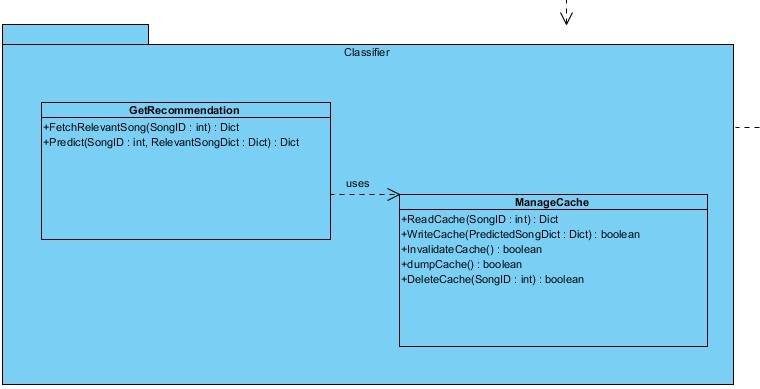 Classifier
GetRecommendation
+FetchRelevantSong(SongID : int) : Dict
+Predict(SongID : int, RelevantSongDict : Dict) : Dict
uses
ManageCache
+ReadCache(SongID : int) : Dict
+WriteCache(PredictedSongDict : Dict) : boolean
+InvalidateCache() : boolean
+dumpCache() : boolean
+DeleteCache(SongID : int) : boolean